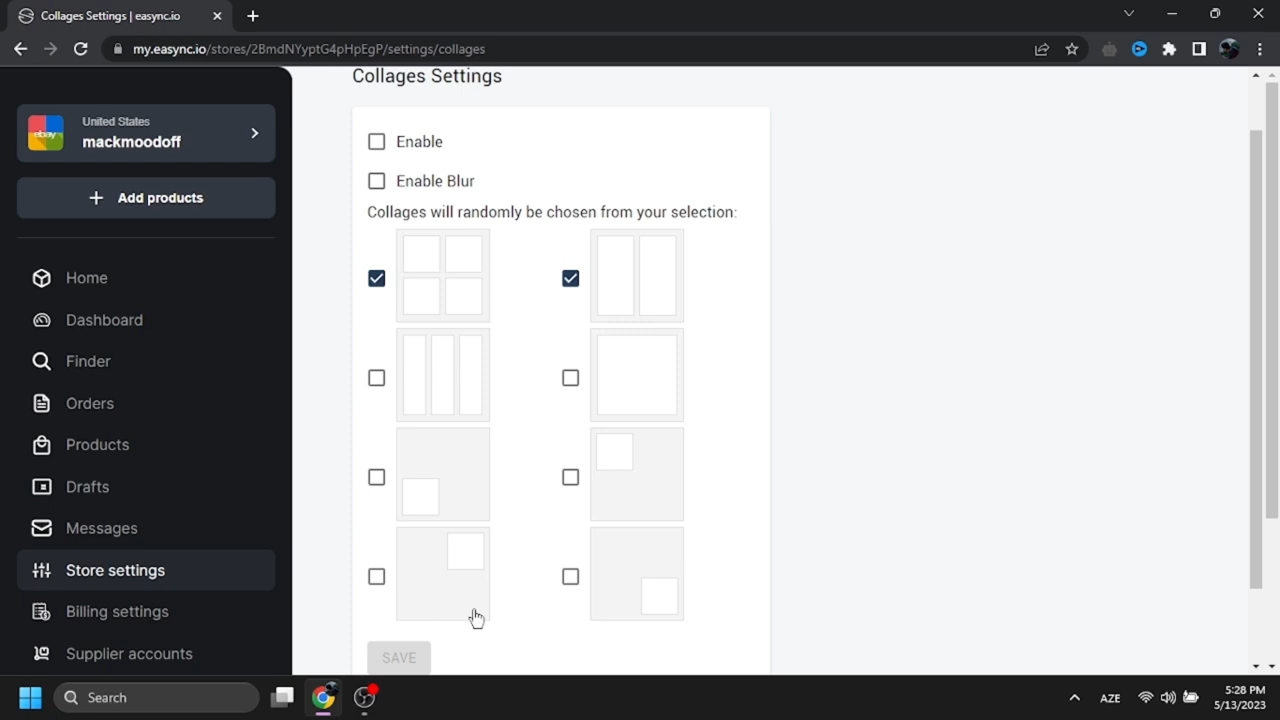 Collages Settings | easync.io
my.easync.io/stores/2BmdNYyptG4pHpEgP/settings/collages
ebay
United States
mackmoodoff
Add products
Home
Dashboard
Finder
Orders
Products
Drafts
Messages
Store settings
Billing settings
Supplier accounts
Collages Settings
Enable
Enable Blur
Collages will randomly be chosen from your selection:
SAVE
Search
AZE
5:28 PM
5/13/2023